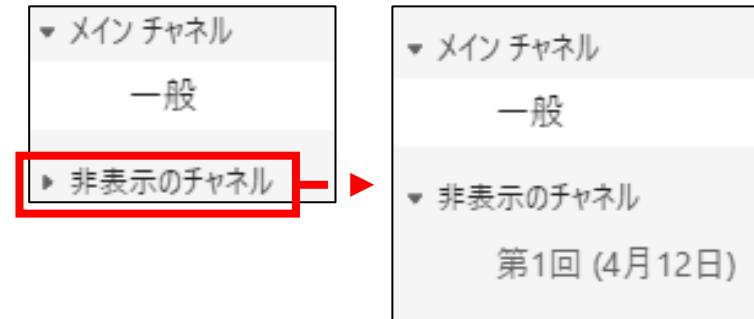 メイン チャネル
一般
非表示のチャネル
メイン チャネル
一般
非表示のチャネル
第1回 (4月12日)